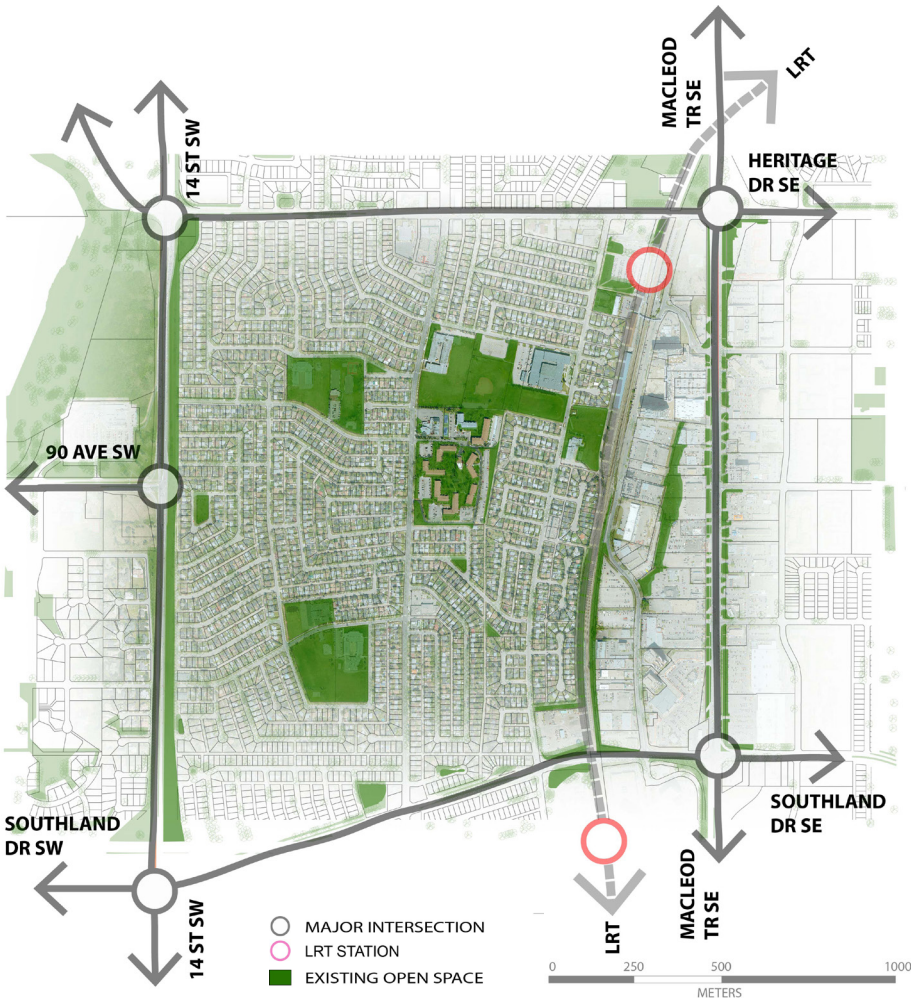 MACLEOD
TR SE
LRT
14 ST SW
HERITAGE
DR SE
90 AVE SW
SOUTHLAND
DR SW
SOUTHLAND
DR SE
14 ST SW
LRT
MACLEOD
TR SE
MAJOR INTERSECTION
LRT STATION
EXISTING OPEN SPACE
0 250 500 1000
METERS